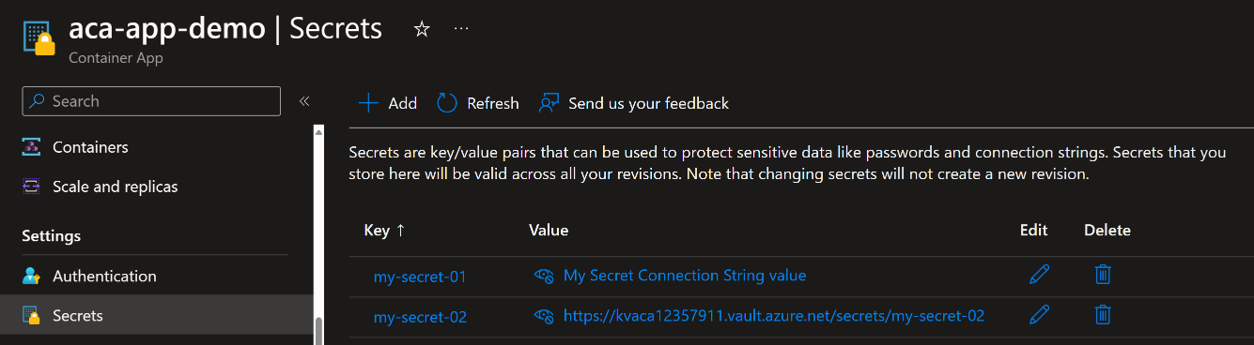 aca-app-demo | Secrets
Container App
Search
Containers
Scale and replicas
Settings
Authentication
Secrets
Add Refresh Send us your feedback
Secrets are key/value pairs that can be used to protect sensitive data like passwords and connection strings. Secrets that you
store here will be valid across all your revisions. Note that changing secrets will not create a new revision.
Key ↑ Value Edit Delete
my-secret-01 My Secret Connection String value
my-secret-02 https://kvaca12357911.vault.azure.net/secrets/my-secret-02